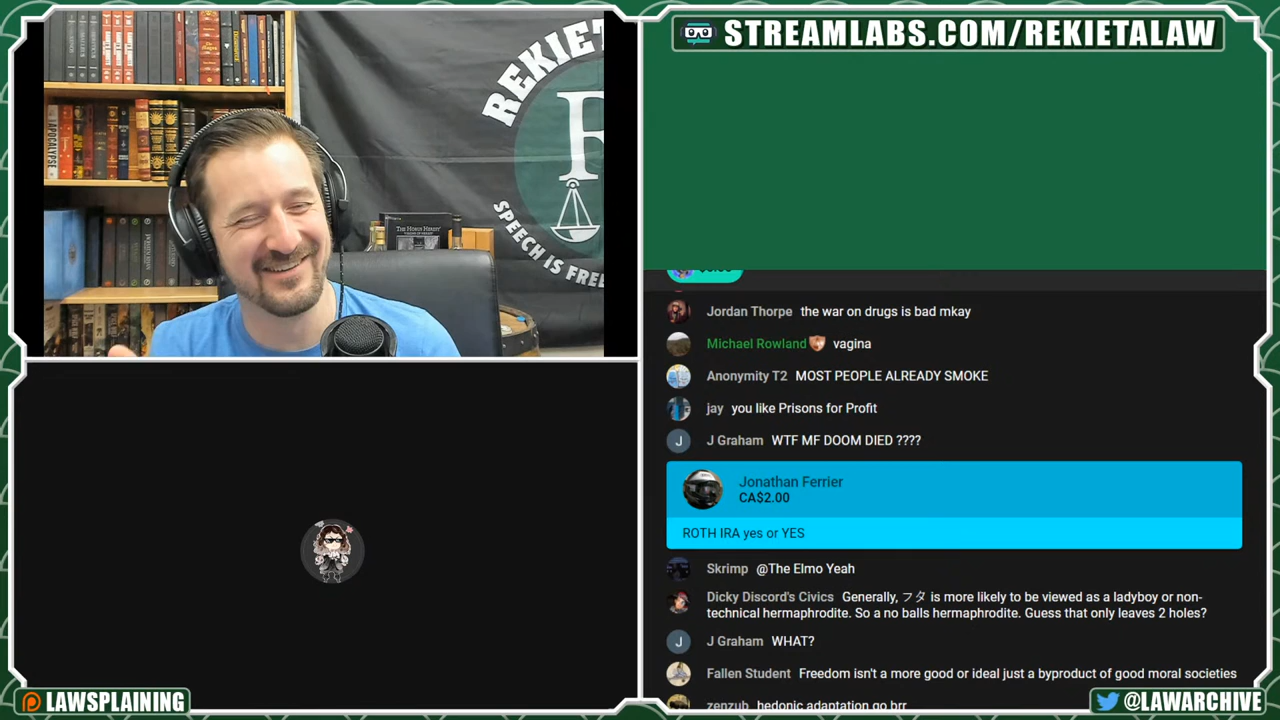 STREAMLABS.COM/REKIETALAW
REKIET
R
SPEECH IS FREE
APOCALYPSE
THE HORUS HERESY
Jordan Thorpe the war on drugs is bad mkay
Michael Rowland vagina
Anonymity T2 MOST PEOPLE ALREADY SMOKE
jay you like Prisons for Profit
J J Graham WTF MF DOOM DIED ????
Jonathan Ferrier
CA$2.00
ROTH IRA yes or YES
Skrimp @The Elmo Yeah
Dicky Discord's Civics Generally, フタ is more likely to be viewed as a ladyboy or non-
technical hermaphrodite. So a no balls hermaphrodite. Guess that only leaves 2 holes?
J J Graham WHAT?
Fallen Student Freedom isn't a more good or ideal just a byproduct of good moral societies
zenzub hedonic adaptation go brr
LAWSPLAINING
@LAWARCHIVE